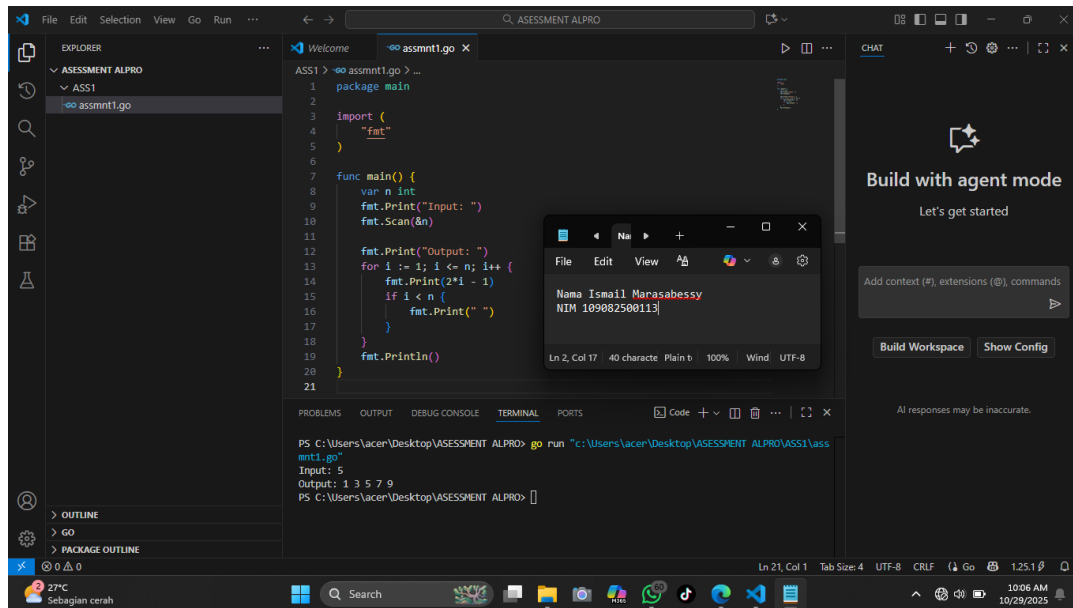 File Edit Selection View Go Run ···
ASESSMENT ALPRO
EXPLORER ···
ASESSMENT ALPRO
ASS1
assmnt1.go
Welcome
assmnt1.go
ASS1 > assmnt1.go > ...
1 package main
2
3 import (
4 "fmt"
5 )
6
7 func main() {
8 var n int
9 fmt.Print("Input: ")
10 fmt.Scan(&n)
11
12 fmt.Print("Output: ")
13 for i := 1; i <= n; i++ {
14 fmt.Print(2*i - 1)
15 if i < n {
16 fmt.Print(" ")
17 }
18 }
19 fmt.Println()
20 }
21
File Edit View
Nama Ismail Marasabessy
NIM 109082500113
Ln 2, Col 17 40 characte Plain t 100% Wind UTF-8
PROBLEMS OUTPUT DEBUG CONSOLE TERMINAL PORTS Code
PS C:\Users\acer\Desktop\ASESSMENT ALPRO> go run "c:\Users\acer\Desktop\ASESSMENT ALPRO\ASS1\ass
mnt1.go"
Input: 5
Output: 1 3 5 7 9
PS C:\Users\acer\Desktop\ASESSMENT ALPRO>
CHAT
Build with agent mode
Let's get started
Add context (#), extensions (@), commands
Build Workspace Show Config
AI responses may be inaccurate.
OUTLINE
GO
PACKAGE OUTLINE
0 0
Ln 21, Col 1 Tab Size: 4 UTF-8 CRLF Go 1.25.1
2
27°C
Sebagian cerah
Search
10:06 AM
10/29/2025